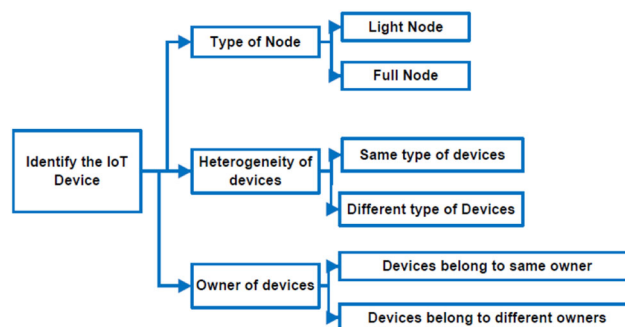 Light Node
Type of Node
Full Node
Identify the IoT
Device
Heterogeneity of
devices
Same type of devices
Different type of Devices
Owner of devices
Devices belong to same owner
Devices belong to different owners